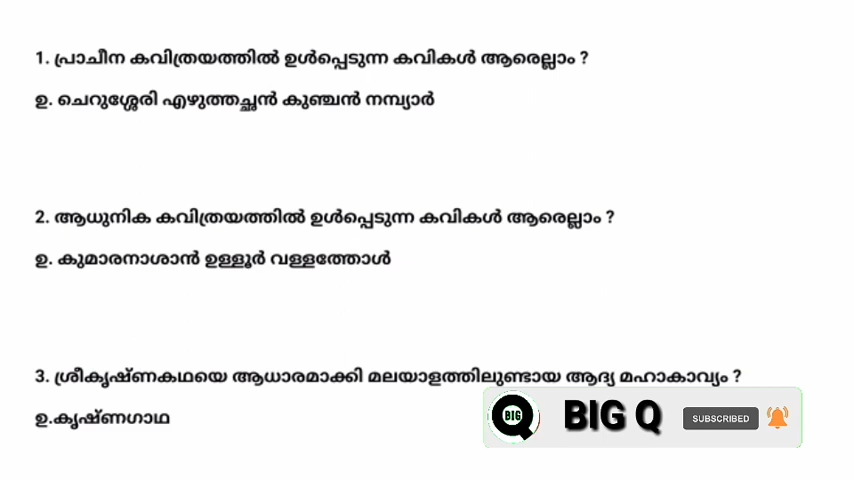 1. പ്രാചീന കവിത്രയത്തിൽ ഉൾപ്പെടുന്ന കവികൾ ആരെല്ലാം ?
ഉ. ചെറുശ്ശേരി എഴുത്തച്ഛൻ കുഞ്ചൻ നമ്പ്യാർ
2. ആധുനിക കവിത്രയത്തിൽ ഉൾപ്പെടുന്ന കവികൾ ആരെല്ലാം ?
ഉ. കുമാരനാശാൻ ഉള്ളൂർ വള്ളത്തോൾ
3. ശ്രീകൃഷ്ണകഥയെ ആധാരമാക്കി മലയാളത്തിലുണ്ടായ ആദ്യ മഹാകാവ്യം ?
ഉ.കൃഷ്ണഗാഥ
BIG BIG Q SUBSCRIBED